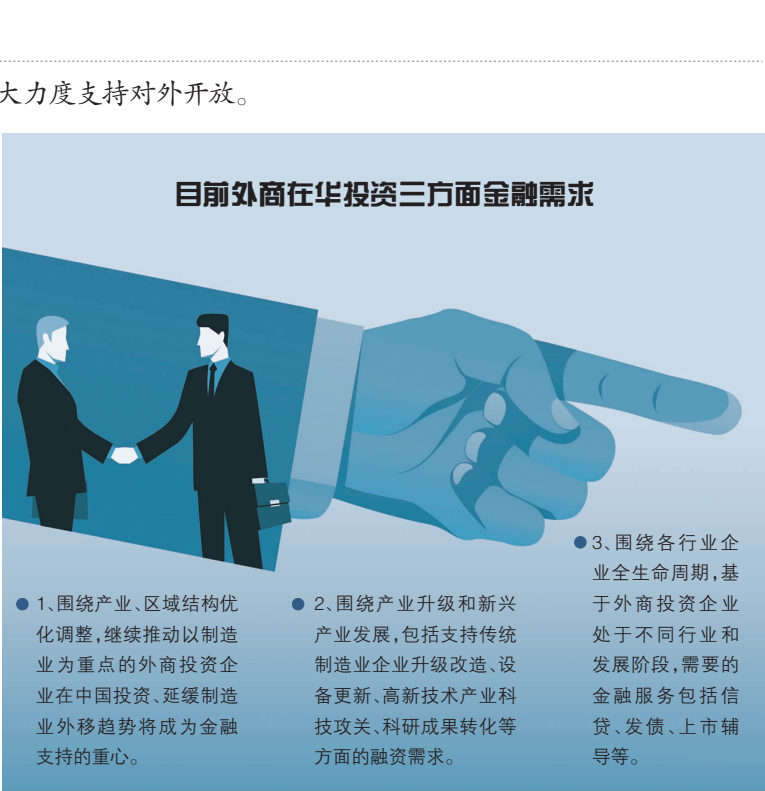 大力度支持对外开放。
目前外商在华投资三方面金融需求
1、围绕产业、区域结构优
化调整,继续推动以制造
业为重点的外商投资企
业在中国投资、延缓制造
业外移趋势将成为金融
支持的重心。
2、围绕产业升级和新兴
产业发展,包括支持传统
制造业企业升级改造、设
备更新、高新技术产业科
技攻关、科研成果转化等
方面的融资需求。
3、围绕各行业企
业全生命周期,基
于外商投资企业
处于不同行业和
发展阶段,需要的
金融服务包括信
贷、发债、上市辅
导等。